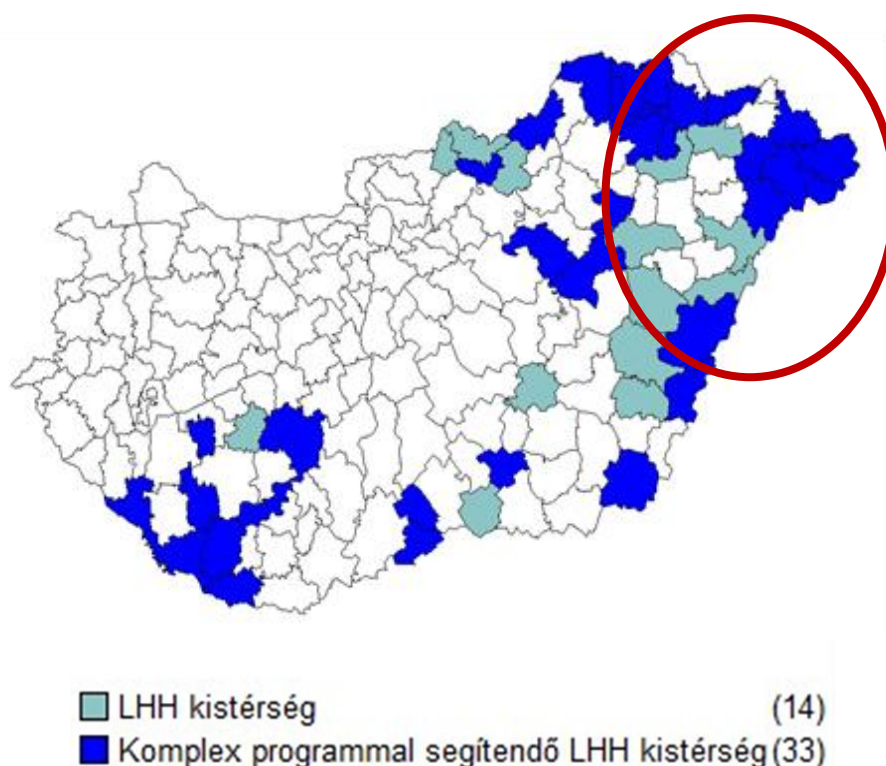 LHH kistérség (14)
Komplex programmal segítendő LHH kistérség (33)